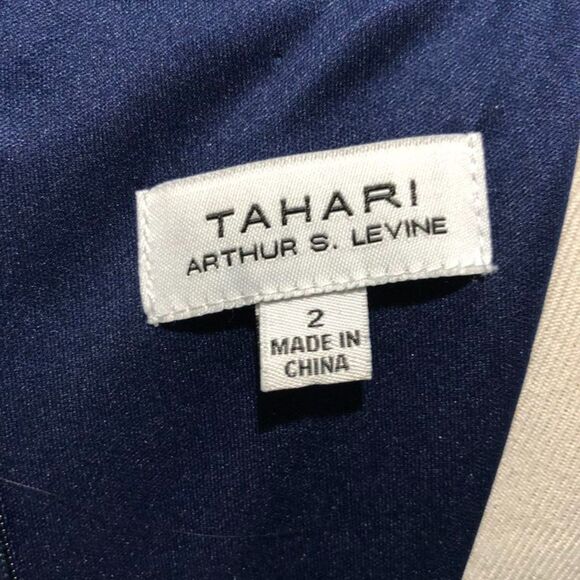 TAHARI
ARTHUR S. LEVINE
2
MADE IN
CHINA